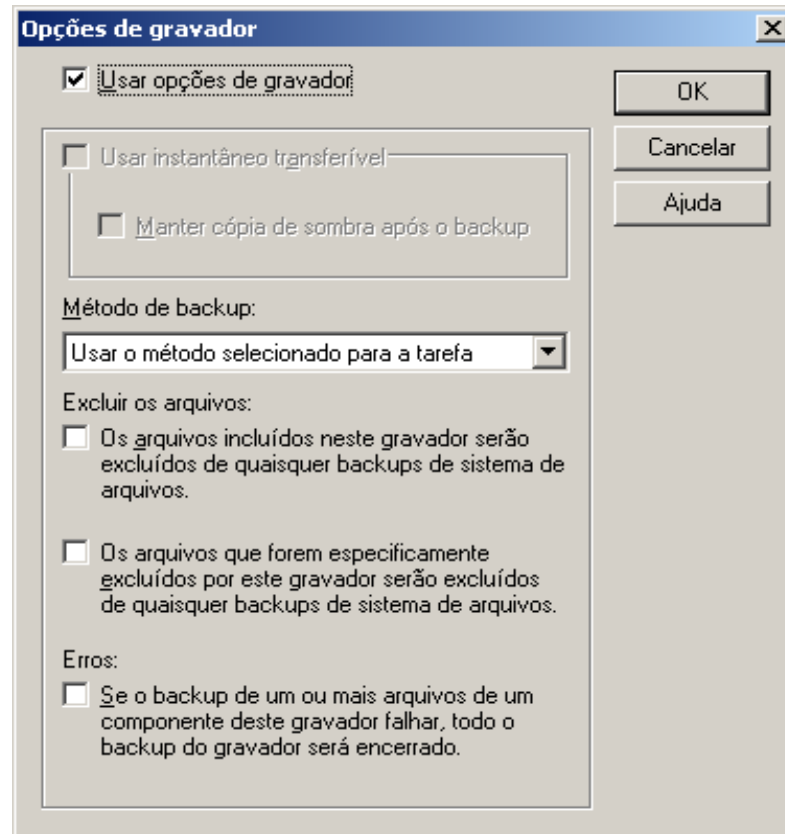 Opções de gravador
Usar opções de gravador
OK
Usar instantâneo transferível
Cancelar
Manter cópia de sombra após o backup
Ajuda
Método de backup:
Usar o método selecionado para a tarefa
Excluir os arquivos:
Os arquivos incluídos neste gravador serão
excluídos de quaisquer backups de sistema de
arquivos.
Os arquivos que forem especificamente
excluídos por este gravador serão excluídos
de quaisquer backups de sistema de arquivos.
Erros:
Se o backup de um ou mais arquivos de um
componente deste gravador falhar, todo o
backup do gravador será encerrado.